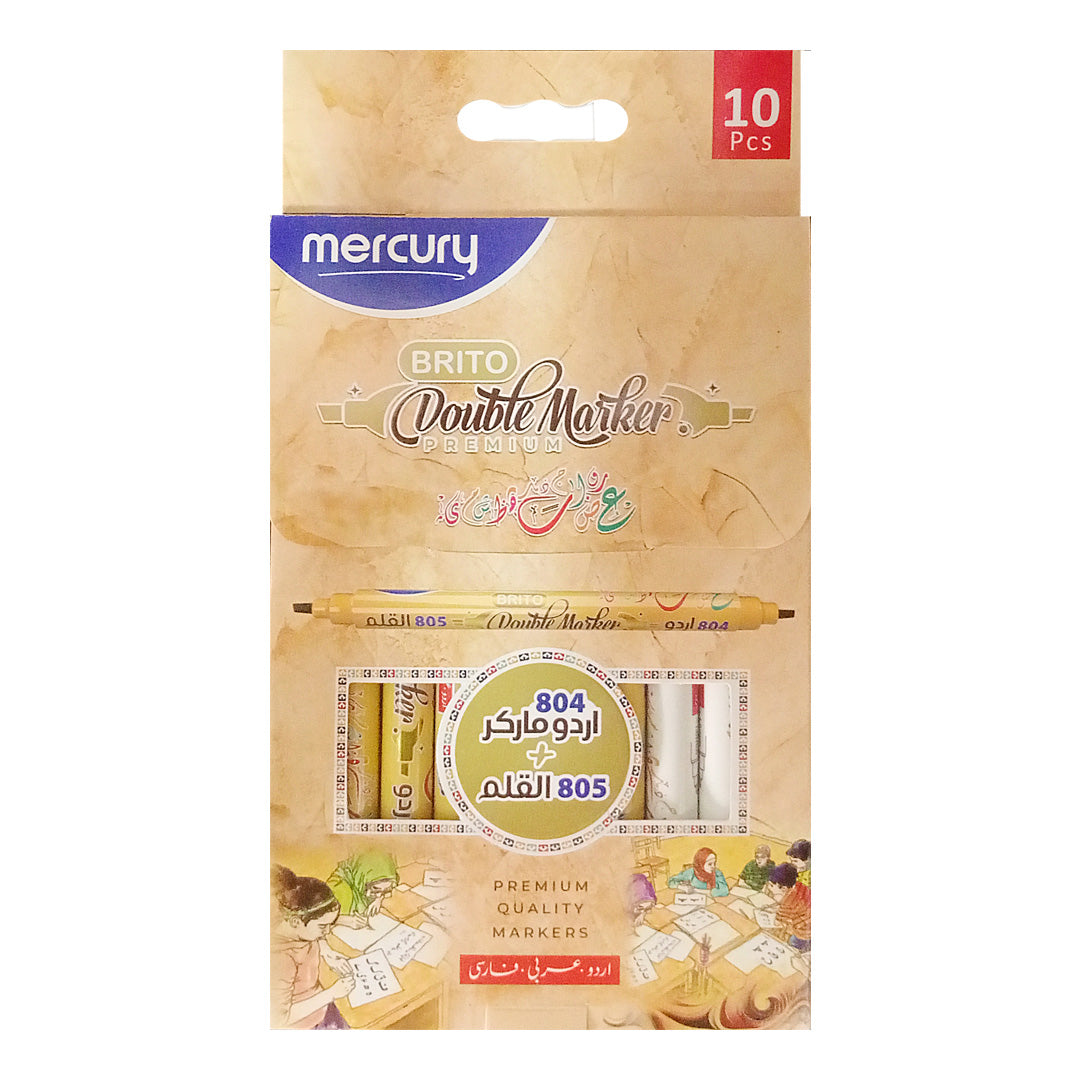 10
Pcs
mercury
BRITO
Double Marker
PREMIUM
BRITO
805 القلم = Double Marker = 804 اردو
804
اردو مارکر
+
805 القلم
PREMIUM
QUALITY
MARKERS
اردو . عربی . فارسی